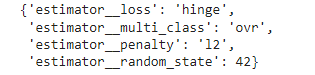 {'estimator__loss': 'hinge',
'estimator__multi_class': 'ovr',
'estimator__penalty': 'l2',
'estimator__random_state': 42}